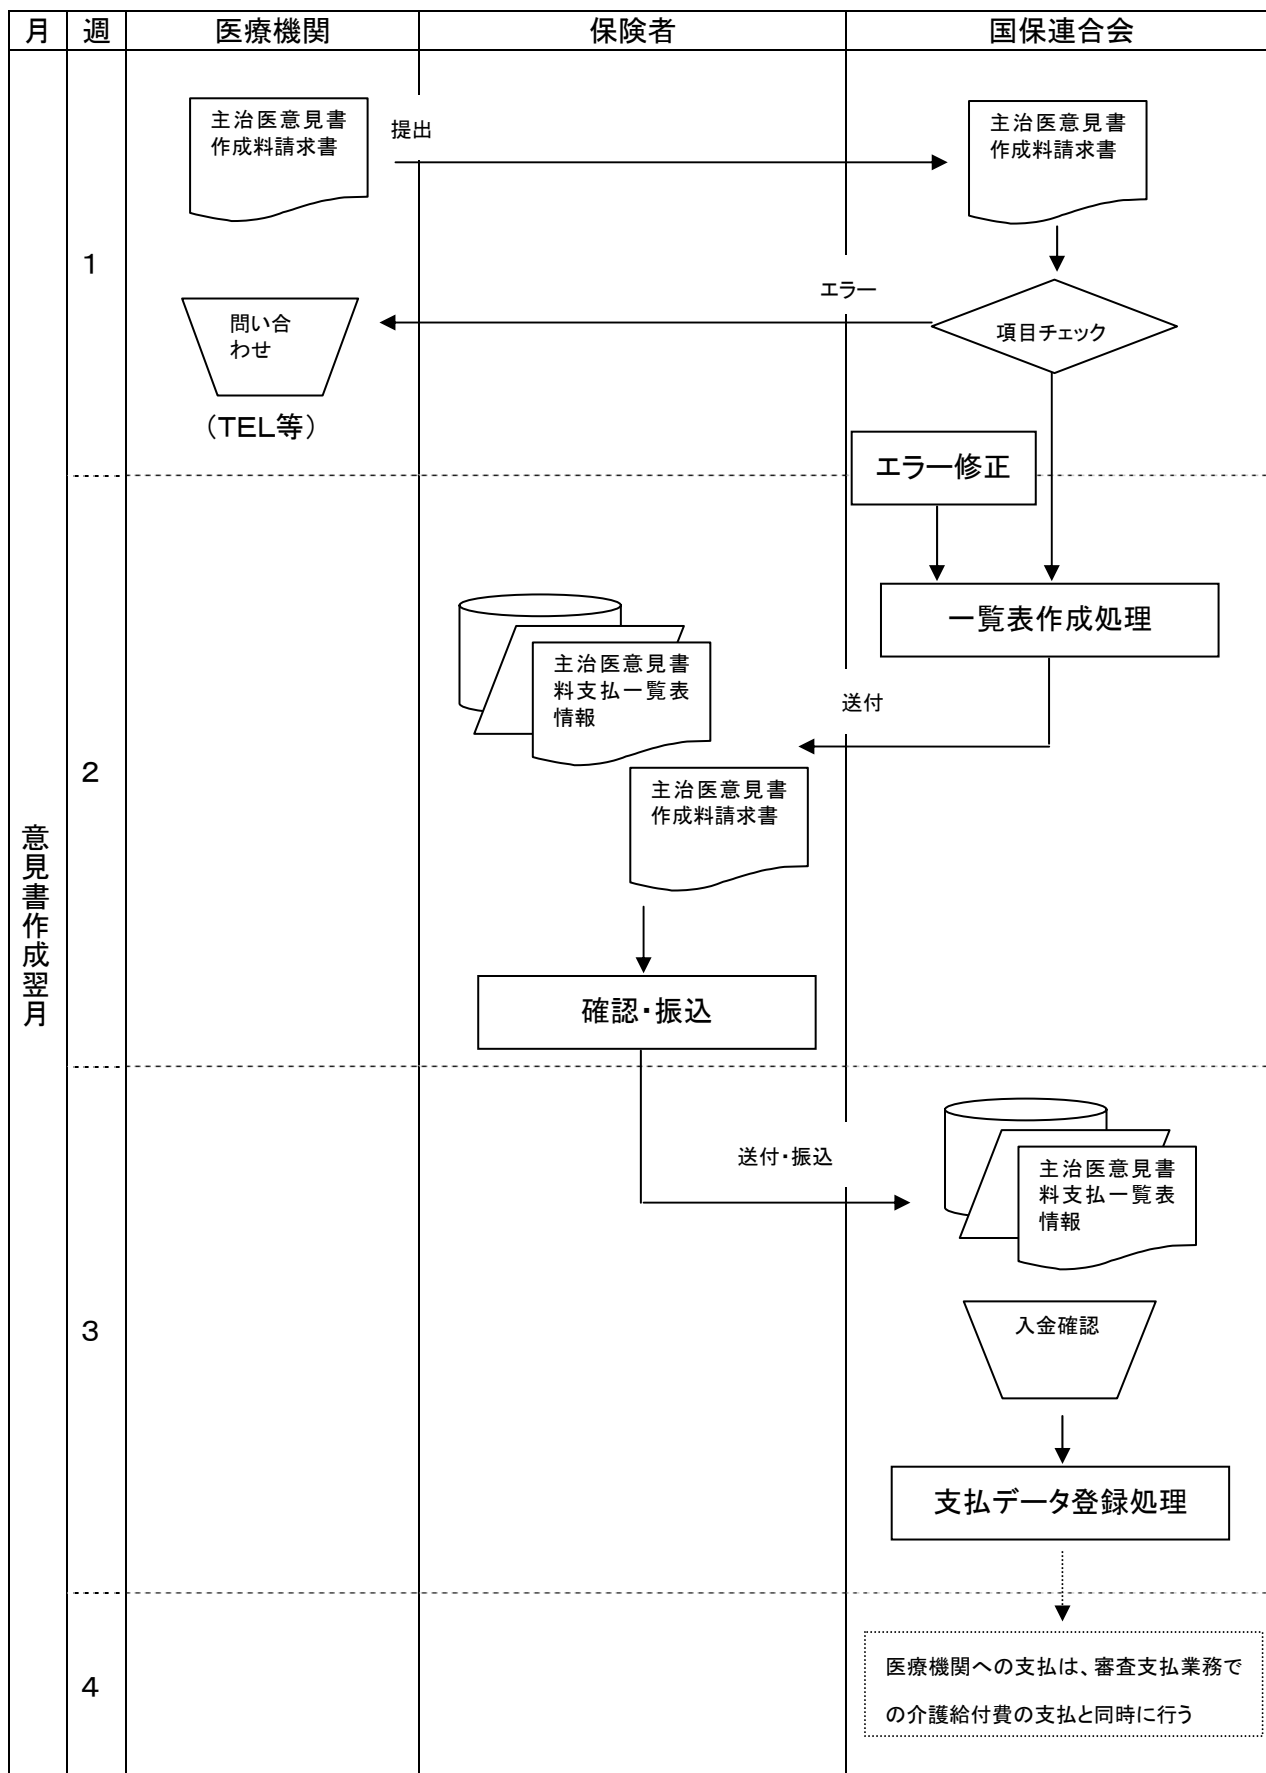 月
週
医療機関
保険者
国保連合会
主治医意見書
作成料請求書
提出
主治医意見書
作成料請求書
1
エラー
項目チェック
問い合
わせ
（TEL等）
エラー修正
一覧表作成処理
主治医意見書
料支払一覧表
情報
送付
2
主治医意見書
作成料請求書
意見書作成翌月
確認・振込
送付・振込
主治医意見書
料支払一覧表
情報
3
入金確認
支払データ登録処理
4
医療機関への支払は、審査支払業務で
の介護給付費の支払と同時に行う